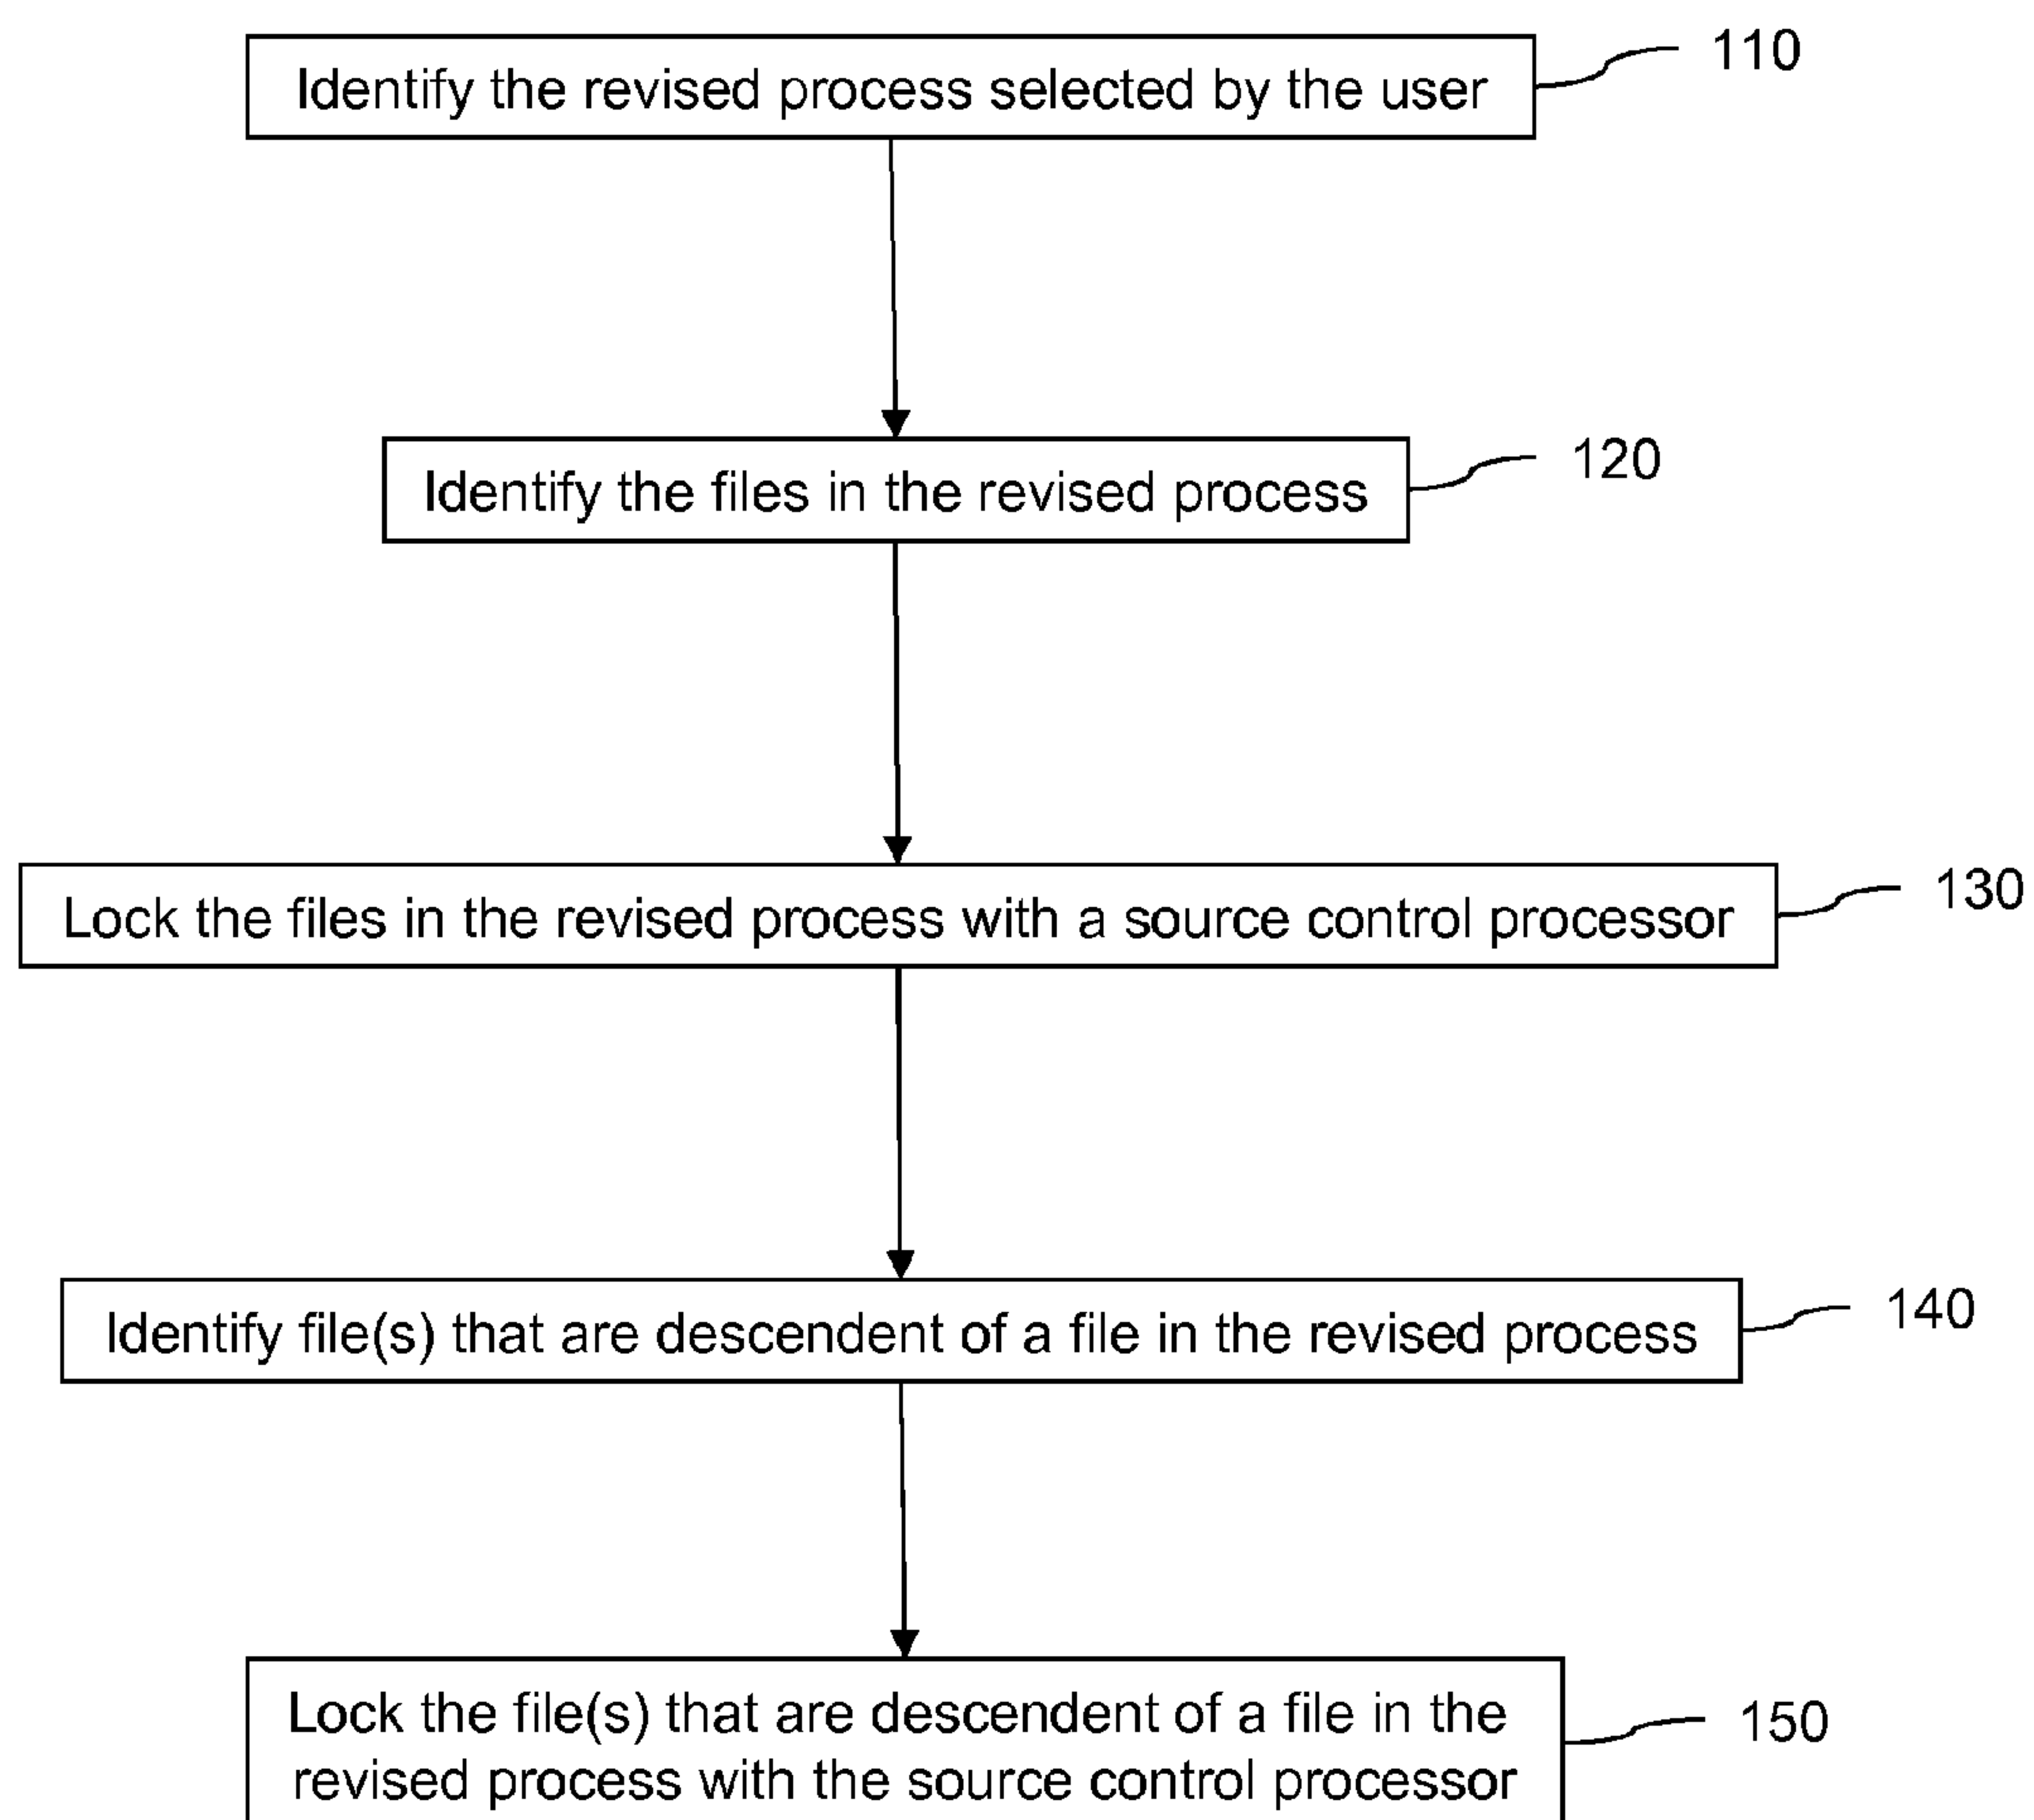 Identify the revised process selected by the user
110
Identify the files in the revised process
120
Lock the files in the revised process with a source control processor
130
Identify file(s) that are descendent of a file in the revised process
140
Lock the file(s) that are descendent of a file in the
revised process with the source control processor
150